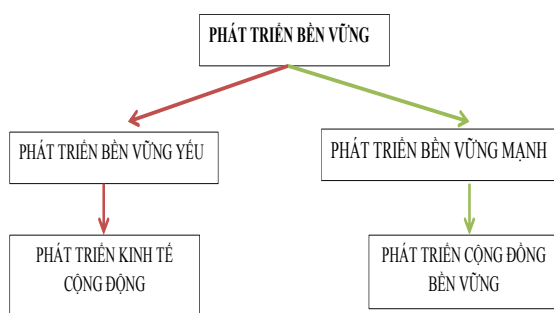 PHÁT TRIỂN BỀN VỮNG
PHÁT TRIỂN BỀN VỮNG YẾU
PHÁT TRIỂN BỀN VỮNG MẠNH
PHÁT TRIỂN KINH TẾ
CỘNG ĐỘNG
PHÁT TRIỂN CỘNG ĐỒNG
BỀN VỮNG